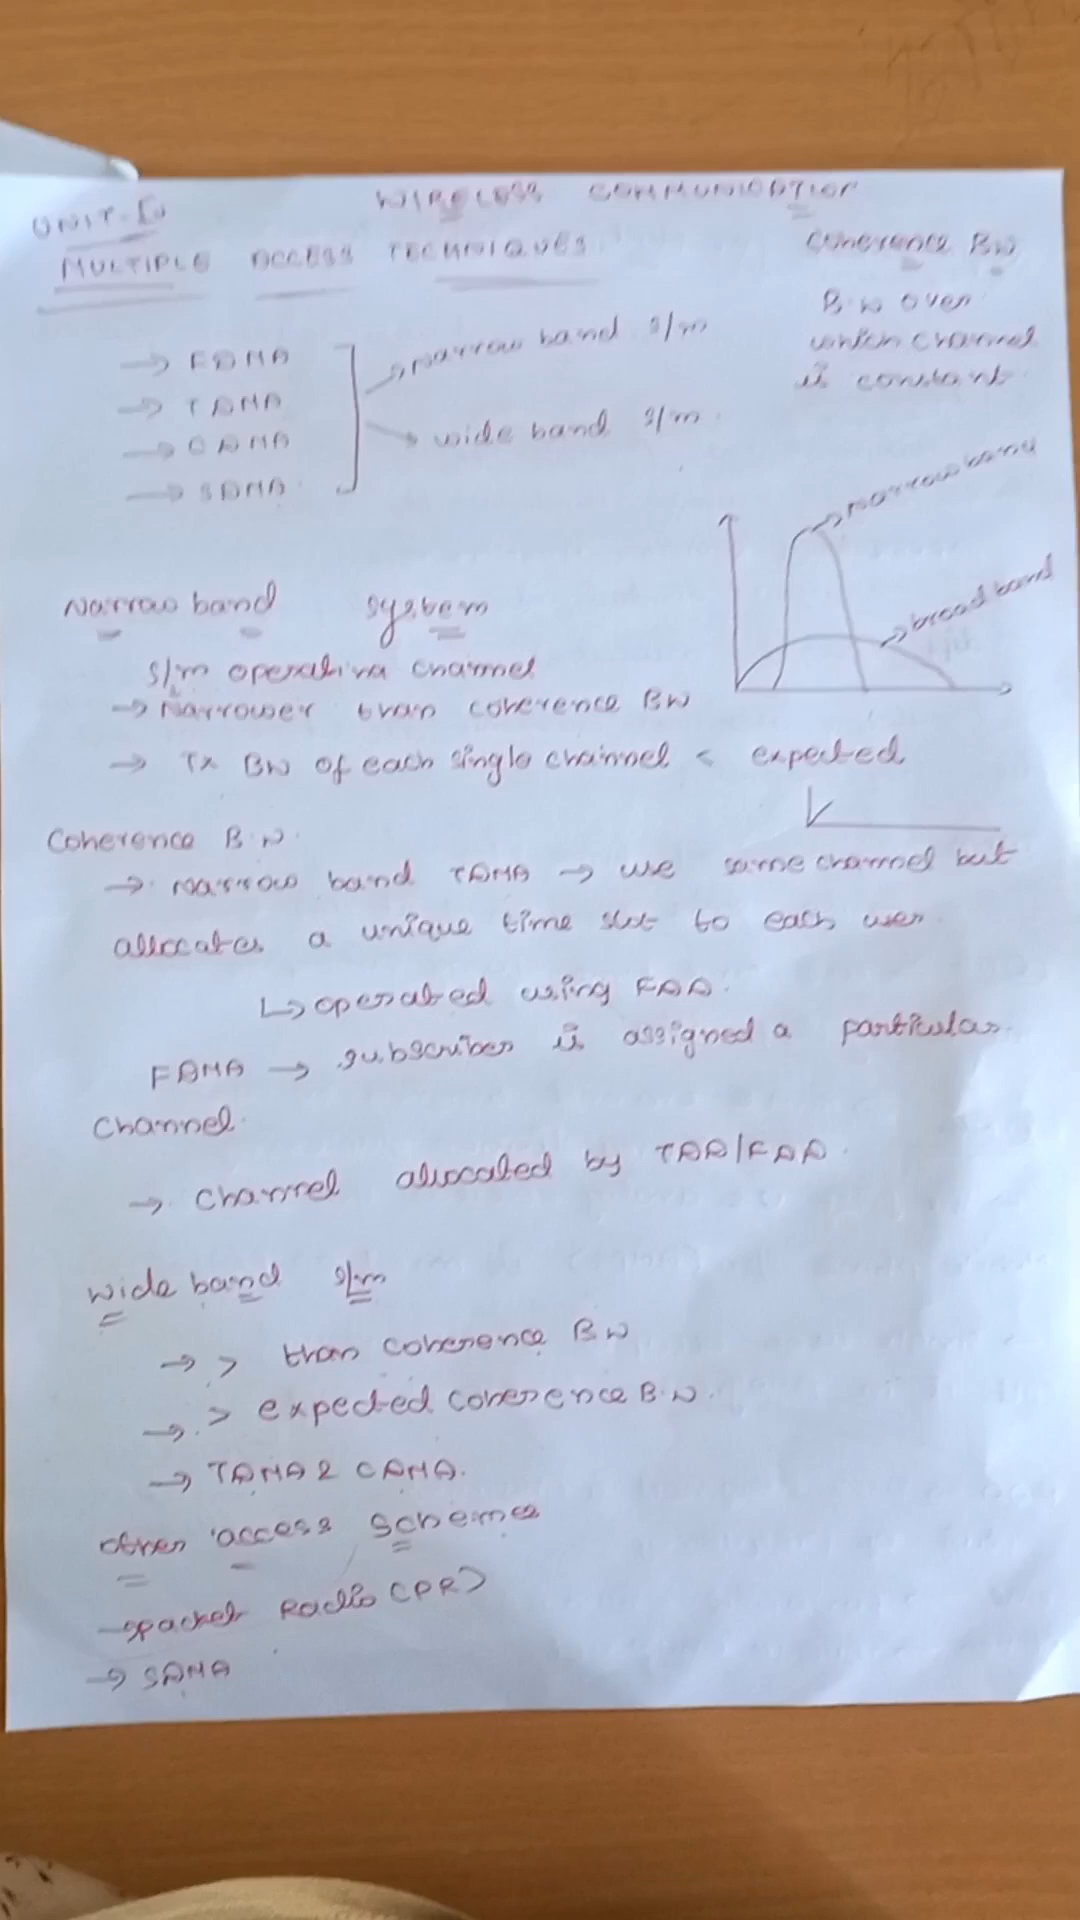 WIRELESS COMMUNICATION
UNIT-IV
MULTIPLE ACCESS TECHNIQUES
Coherence BW
B.W over
which channel
is constant
→ FDMA
→ TDMA
→ CDMA
→ SDMA
→ Narrow band s/m
→ wide band s/m.
→ Narrow band
→ broad band
Narrow band system
s/m operating channel
→ Narrower than coherence BW
→ Tx BW of each single channel < expected
Coherence B.W.
→ Narrow band TDMA → use same channel but
allocates a unique time slot to each user
↳ operated using FDD.
FDMA → subscriber is assigned a particular
channel.
→ channel allocated by TDD/FDD.
wide band s/m
→ > than coherence BW
→ > expected coherence B.W.
→ TDMA & CDMA.
other access schemes
→ packet Radio (PR)
→ SDMA